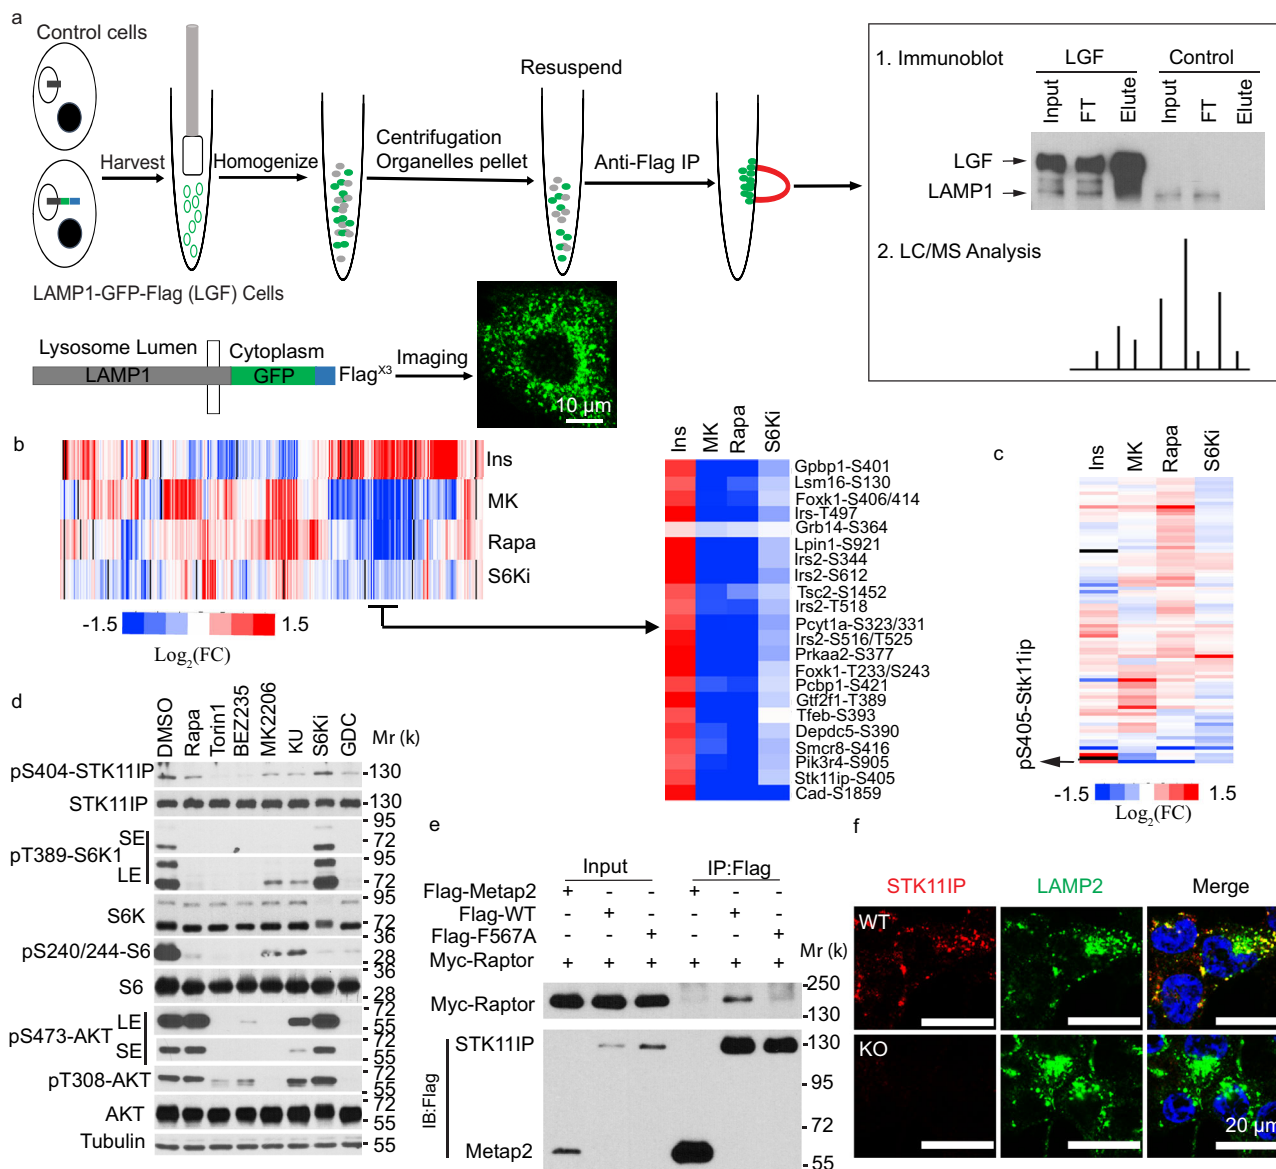 a
Control cells
Harvest
Homogenize
Centrifugation
Organelles pellet
Resuspend
Anti-Flag IP
LAMP1-GFP-Flag (LGF) Cells
Lysosome Lumen
Cytoplasm
LAMP1
GFP
Flag^X3
Imaging
10 µm
1. Immunoblot
LGF
Control
Input
FT
Elute
Input
FT
Elute
LGF
LAMP1
2. LC/MS Analysis
b
Ins
MK
Rapa
S6Ki
-1.5
1.5
Log2(FC)
Ins
MK
Rapa
S6Ki
Gpbp1-S401
Lsm16-S130
Foxk1-S406/414
Irs-T497
Grb14-S364
Lpin1-S921
Irs2-S344
Irs2-S612
Tsc2-S1452
Irs2-T518
Pcyt1a-S323/331
Irs2-S516/T525
Prkaa2-S377
Foxk1-T233/S243
Pcbp1-S421
Gtf2f1-T389
Tfeb-S393
Depdc5-S390
Smcr8-S416
Pik3r4-S905
Stk11ip-S405
Cad-S1859
c
Ins
MK
Rapa
S6Ki
pS405-Stk11ip
-1.5
1.5
Log2(FC)
d
DMSO
Rapa
Torin1
BEZ235
MK2206
KU
S6Ki
GDC
Mr (k)
pS404-STK11IP
130
STK11IP
130
95
pT389-S6K1
SE
72
95
LE
72
95
S6K
72
36
pS240/244-S6
28
36
S6
28
72
pS473-AKT
LE
55
72
SE
55
72
pT308-AKT
55
72
AKT
55
Tubulin
55
e
Input
IP:Flag
Flag-Metap2 + - - + - -
Flag-WT - + - - + -
Flag-F567A - - + - - +
Myc-Raptor + + + + + +
Mr (k)
250
Myc-Raptor
130
IB:Flag
STK11IP
130
95
72
Metap2
55
f
STK11IP
LAMP2
Merge
WT
KO
20 µm